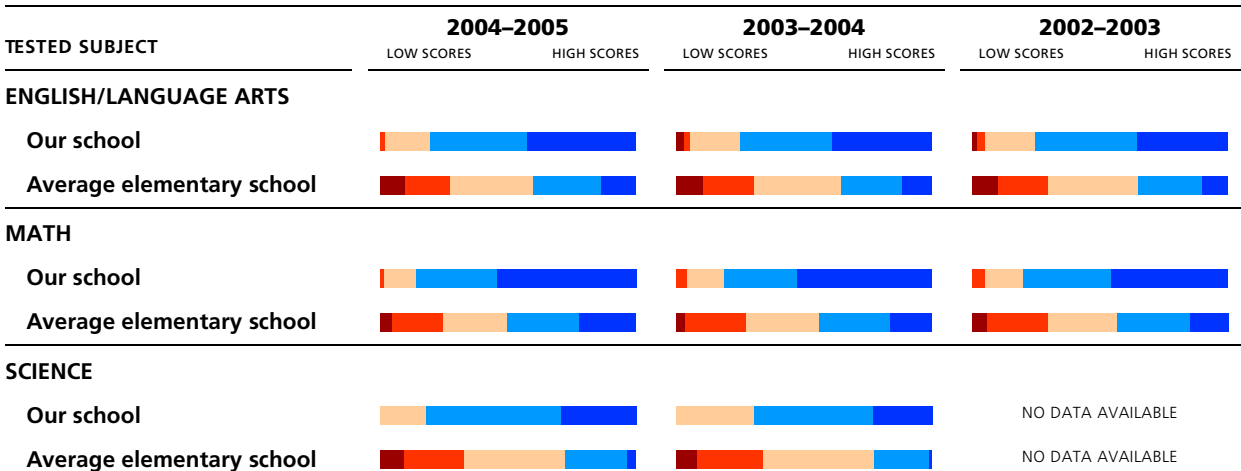 2004–2005 2003–2004 2002–2003
TESTED SUBJECT LOW SCORES HIGH SCORES LOW SCORES HIGH SCORES LOW SCORES HIGH SCORES
ENGLISH/LANGUAGE ARTS
Our school
Average elementary school
MATH
Our school
Average elementary school
SCIENCE
Our school NO DATA AVAILABLE
Average elementary school NO DATA AVAILABLE